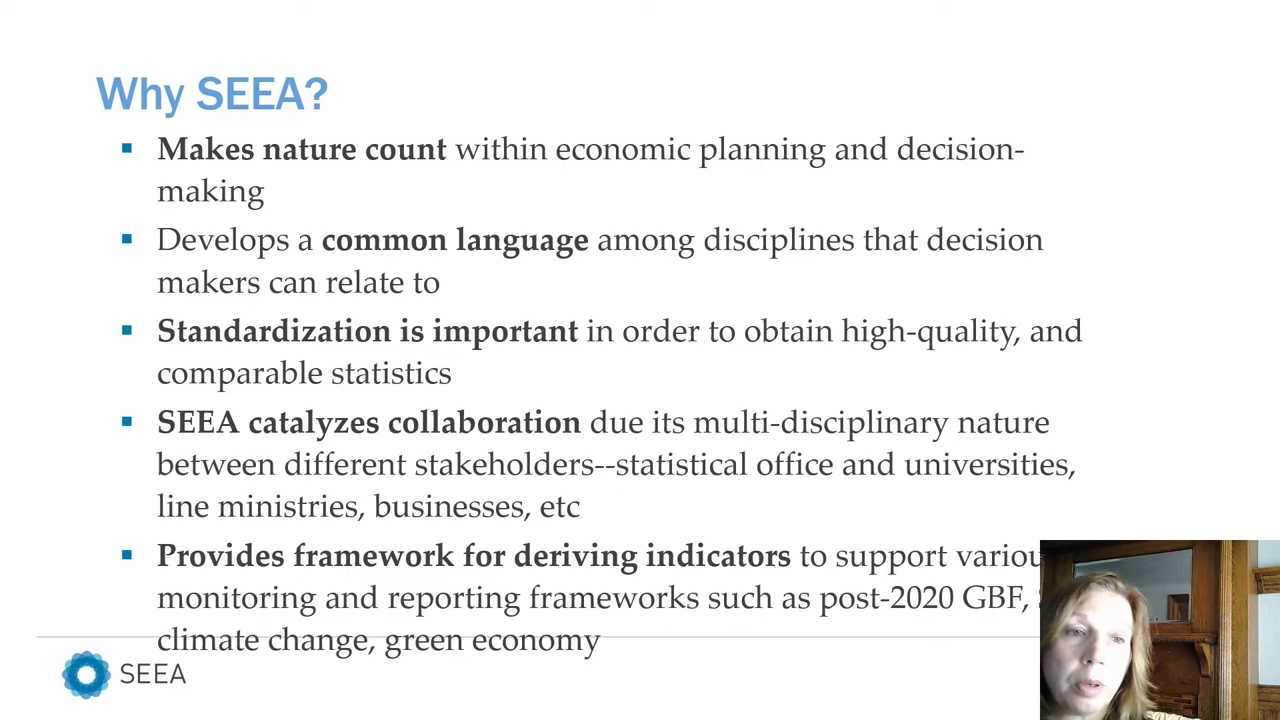 Why SEEA?
Makes nature count within economic planning and decision-
making
Develops a common language among disciplines that decision
makers can relate to
Standardization is important in order to obtain high-quality, and
comparable statistics
SEEA catalyzes collaboration due its multi-disciplinary nature
between different stakeholders--statistical office and universities,
line ministries, businesses, etc
Provides framework for deriving indicators to support
monitoring and reporting frameworks such as post-2020 GBF,
climate change, green economy
SEEA